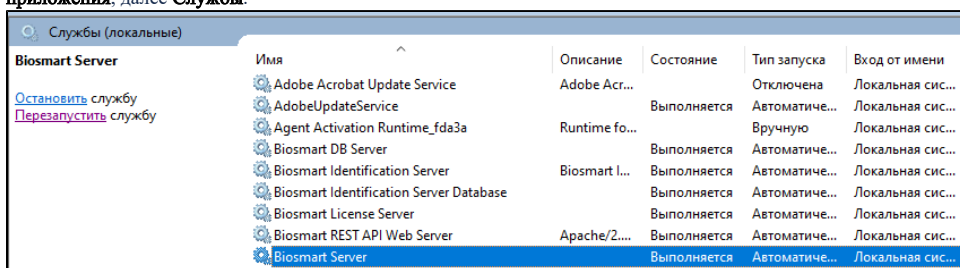 приложения, далее Службы.
Службы (локальные)
Biosmart Server
Остановить службу
Перезапустить службу
Имя Описание Состояние Тип запуска Вход от имени
Adobe Acrobat Update Service Adobe Acr... Отключена Локальная сис...
AdobeUpdateService Выполняется Автоматиче... Локальная сис...
Agent Activation Runtime_fda3a Runtime fo... Вручную Локальная сис...
Biosmart DB Server Выполняется Автоматиче... Локальная сис...
Biosmart Identification Server Biosmart I... Выполняется Автоматиче... Локальная сис...
Biosmart Identification Server Database Выполняется Автоматиче... Локальная сис...
Biosmart License Server Выполняется Автоматиче... Локальная сис...
Biosmart REST API Web Server Apache/2.... Выполняется Автоматиче... Локальная сис...
Biosmart Server Выполняется Автоматиче... Локальная сис...